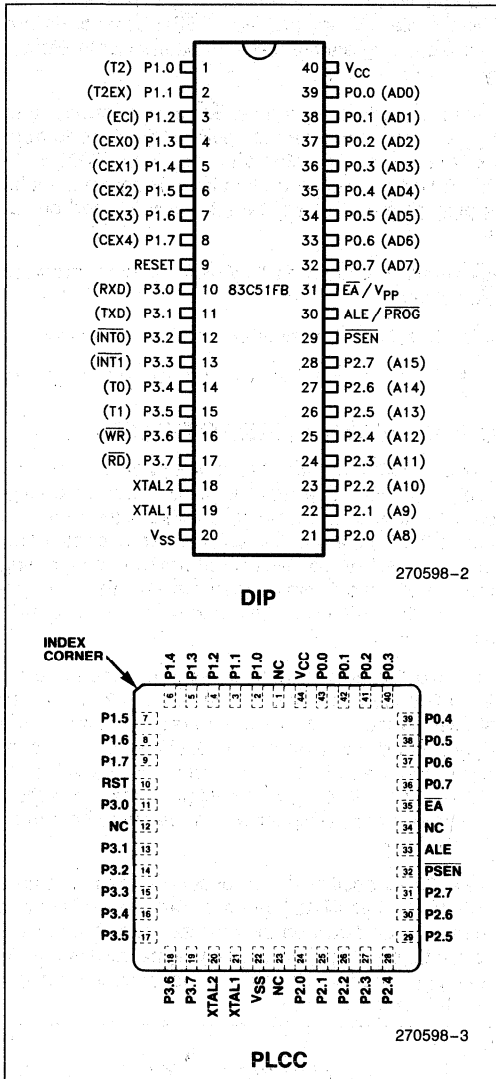 (T2) P1.0 1 40 VCC
(T2EX) P1.1 2 39 P0.0 (AD0)
(ECI) P1.2 3 38 P0.1 (AD1)
(CEX0) P1.3 4 37 P0.2 (AD2)
(CEX1) P1.4 5 36 P0.3 (AD3)
(CEX2) P1.5 6 35 P0.4 (AD4)
(CEX3) P1.6 7 34 P0.5 (AD5)
(CEX4) P1.7 8 33 P0.6 (AD6)
RESET 9 32 P0.7 (AD7)
(RXD) P3.0 10 83C51FB 31 EA / VPP
(TXD) P3.1 11 30 ALE / PROG
(INT0) P3.2 12 29 PSEN
(INT1) P3.3 13 28 P2.7 (A15)
(T0) P3.4 14 27 P2.6 (A14)
(T1) P3.5 15 26 P2.5 (A13)
(WR) P3.6 16 25 P2.4 (A12)
(RD) P3.7 17 24 P2.3 (A11)
XTAL2 18 23 P2.2 (A10)
XTAL1 19 22 P2.1 (A9)
VSS 20 21 P2.0 (A8)
270598-2
DIP
INDEX
CORNER
P1.4 P1.3 P1.2 P1.1 P1.0 NC VCC P0.0 P0.1 P0.2 P0.3
6 5 4 3 2 1 44 43 42 41 40
P1.5 7 39 P0.4
P1.6 8 38 P0.5
P1.7 9 37 P0.6
RST 10 36 P0.7
P3.0 11 35 EA
NC 12 34 NC
P3.1 13 33 ALE
P3.2 14 32 PSEN
P3.3 15 31 P2.7
P3.4 16 30 P2.6
P3.5 17 29 P2.5
18 19 20 21 22 23 24 25 26 27 28
P3.6 P3.7 XTAL2 XTAL1 VSS NC P2.0 P2.1 P2.2 P2.3 P2.4
270598-3
PLCC